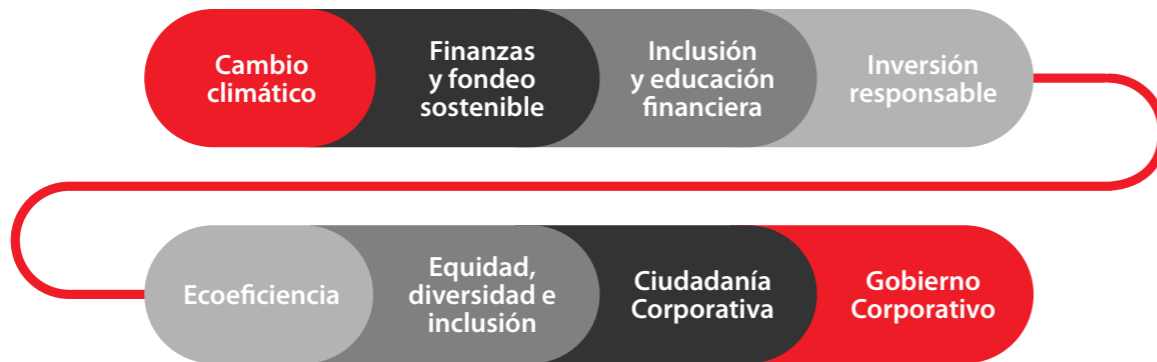 Cambio
climático
Finanzas
y fondeo
sostenible
Inclusión
y educación
financiera
Inversión
responsable
Ecoeficiencia
Equidad,
diversidad e
inclusión
Ciudadanía
Corporativa
Gobierno
Corporativo